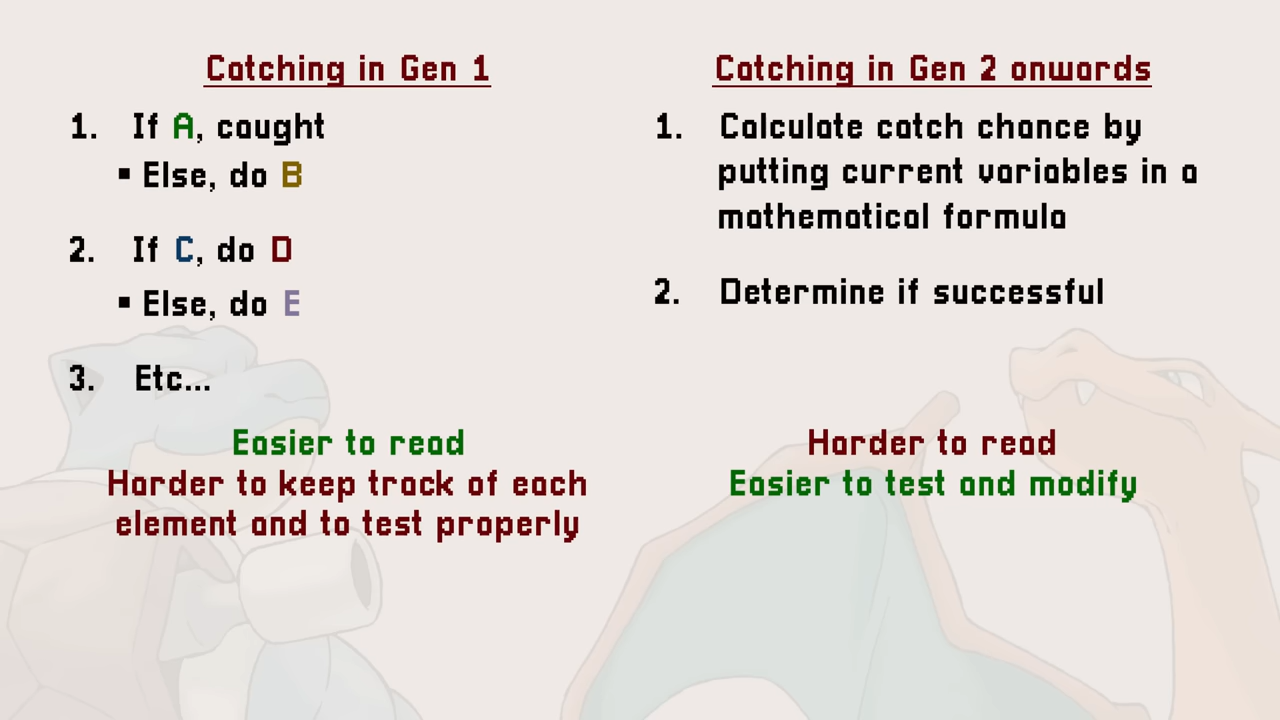 Catching in Gen 1
1. If A, caught
▪ Else, do B
2. If C, do D
▪ Else, do E
3. Etc...
Easier to read
Harder to keep track of each
element and to test properly
Catching in Gen 2 onwards
1. Calculate catch chance by
putting current variables in a
mathematical formula
2. Determine if successful
Harder to read
Easier to test and modify